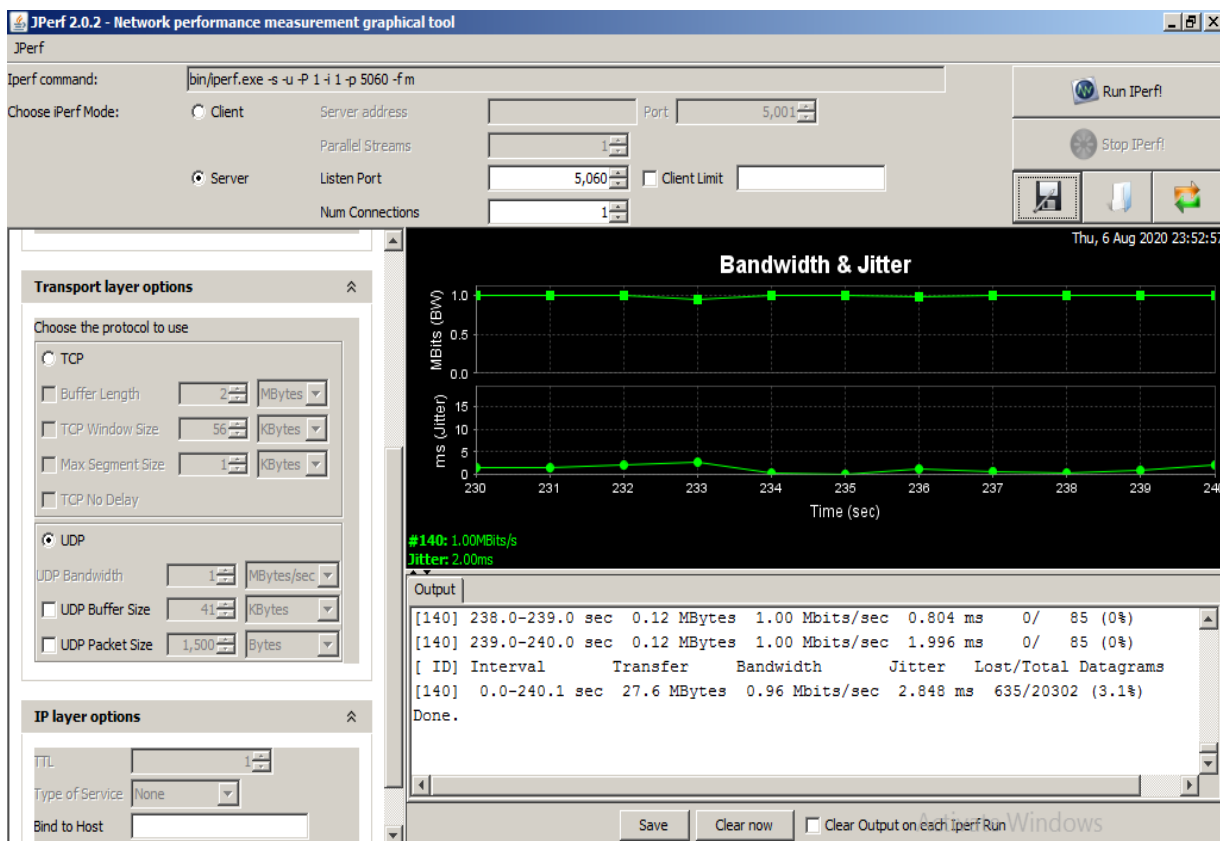 JPerf 2.0.2 - Network performance measurement graphical tool
JPerf
Iperf command:
bin/iperf.exe -s -u -P 1 -i 1 -p 5060 -f m
Run IPerf!
Choose iPerf Mode:
Client
Server address
Port
5,001
Parallel Streams
1
Stop IPerf!
Server
Listen Port
5,060
Client Limit
Num Connections
1
Transport layer options
Choose the protocol to use
TCP
Buffer Length
2
MBytes
TCP Window Size
56
KBytes
Max Segment Size
1
KBytes
TCP No Delay
UDP
UDP Bandwidth
1
MBytes/sec
UDP Buffer Size
41
KBytes
UDP Packet Size
1,500
Bytes
IP layer options
TTL
1
Type of Service
None
Bind to Host
Thu, 6 Aug 2020 23:52:57
Bandwidth & Jitter
MBits (BW)
1.0
0.5
0.0
ms (Jitter)
15
10
5
0
230 231 232 233 234 235 236 237 238 239 240
Time (sec)
#140: 1.00MBits/s
Jitter: 2.00ms
Output
[140] 238.0-239.0 sec 0.12 MBytes 1.00 Mbits/sec 0.804 ms 0/ 85 (0%)
[140] 239.0-240.0 sec 0.12 MBytes 1.00 Mbits/sec 1.996 ms 0/ 85 (0%)
[ ID] Interval Transfer Bandwidth Jitter Lost/Total Datagrams
[140] 0.0-240.1 sec 27.6 MBytes 0.96 Mbits/sec 2.848 ms 635/20302 (3.1%)
Done.
Save
Clear now
Clear Output on each Iperf Run
Activate Windows